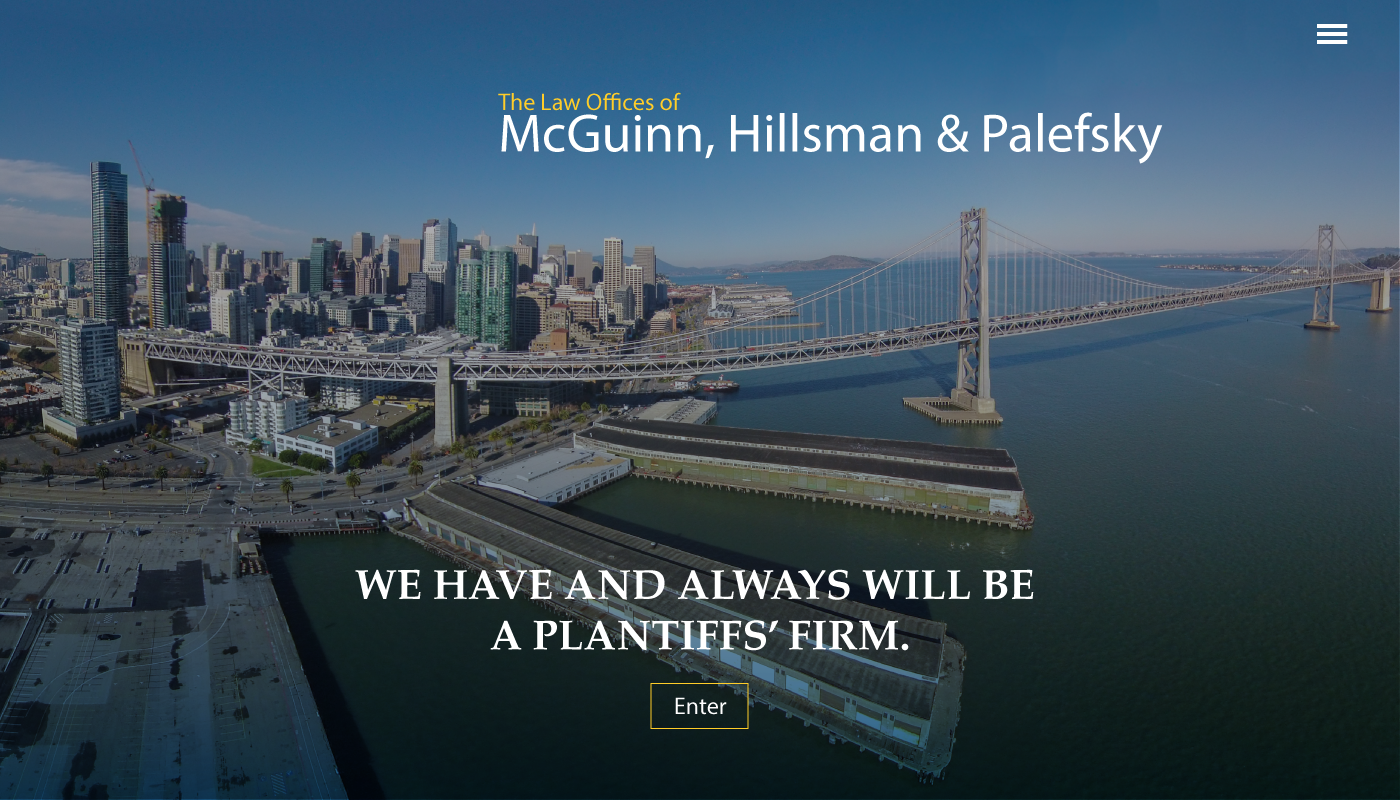 The Law Offices of
McGuinn, Hillsman & Palefsky
WE HAVE AND ALWAYS WILL BE
A PLANTIFFS’ FIRM.
Enter